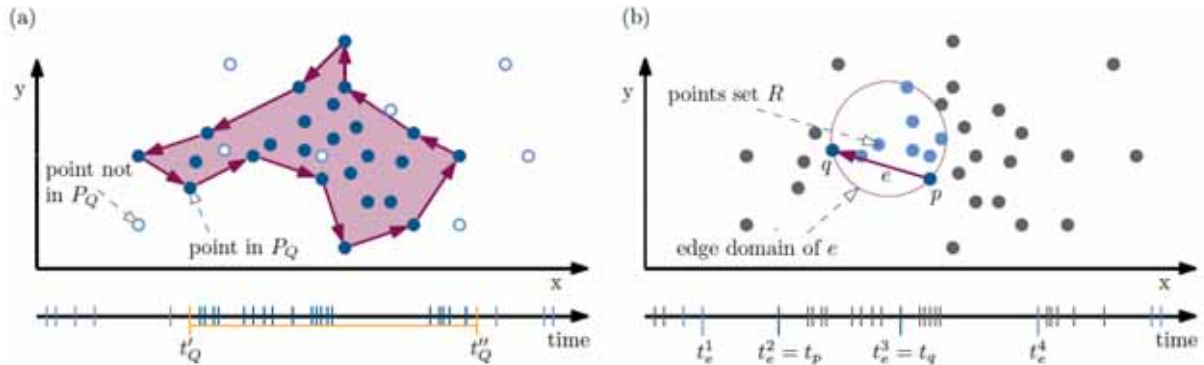 (a)
y
point not
in P_Q
point in P_Q
x
time
t'_Q
t''_Q
(b)
y
points set R
q
e
p
edge domain of e
x
time
t_e^1
t_e^2 = t_p
t_e^3 = t_q
t_e^4